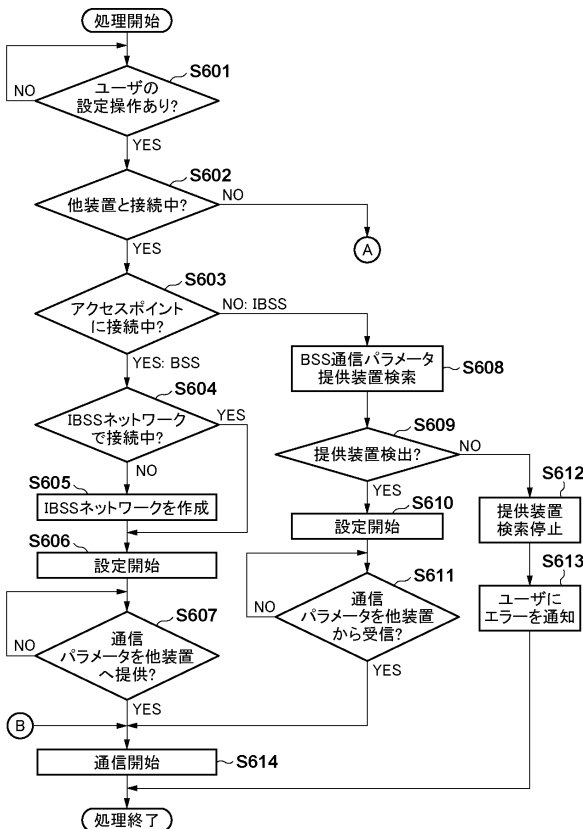 処理開始
S601
ユーザの
設定操作あり?
NO
YES
S602
他装置と接続中?
NO
YES
A
S603
アクセスポイント
に接続中?
NO: IBSS
YES: BSS
S604
IBSSネットワーク
で接続中?
YES
NO
S605
IBSSネットワークを作成
S606
設定開始
S607
通信
パラメータを他装置
へ提供?
NO
YES
BSS通信パラメータ
提供装置検索
S608
S609
提供装置検出?
NO
YES
S610
設定開始
S611
通信
パラメータを他装置
から受信?
NO
YES
S612
提供装置
検索停止
S613
ユーザに
エラーを通知
B
通信開始
S614
処理終了